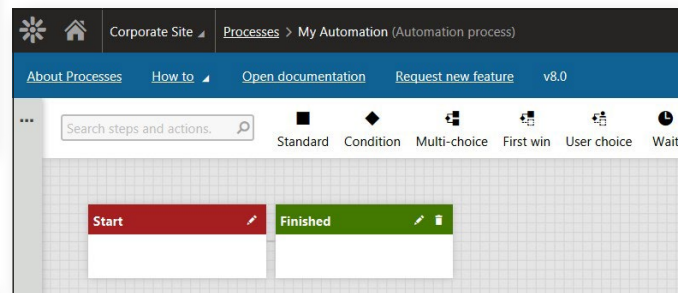 Corporate Site Processes > My Automation (Automation process)
About Processes How to Open documentation Request new feature v8.0
... Search steps and actions.
Standard Condition Multi-choice First win User choice Wait
Start Finished